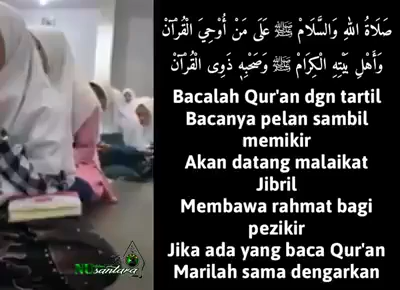 صَلَاةُ اللهِ وَالسَّلَامْ ﷺ عَلَى مَنْ أُوْحِيَ الْقُرْآنْ
وَأَهْلِ بَيْتِهِ الْكِرَامْ ﷺ وَصَحْبِهِ ذَوِى الْقُرْآنْ
Bacalah Qur'an dgn tartil
Bacanya pelan sambil
memikir
Akan datang malaikat
Jibril
Membawa rahmat bagi
pezikir
Jika ada yang baca Qur'an
Marilah sama dengarkan
NUsantara